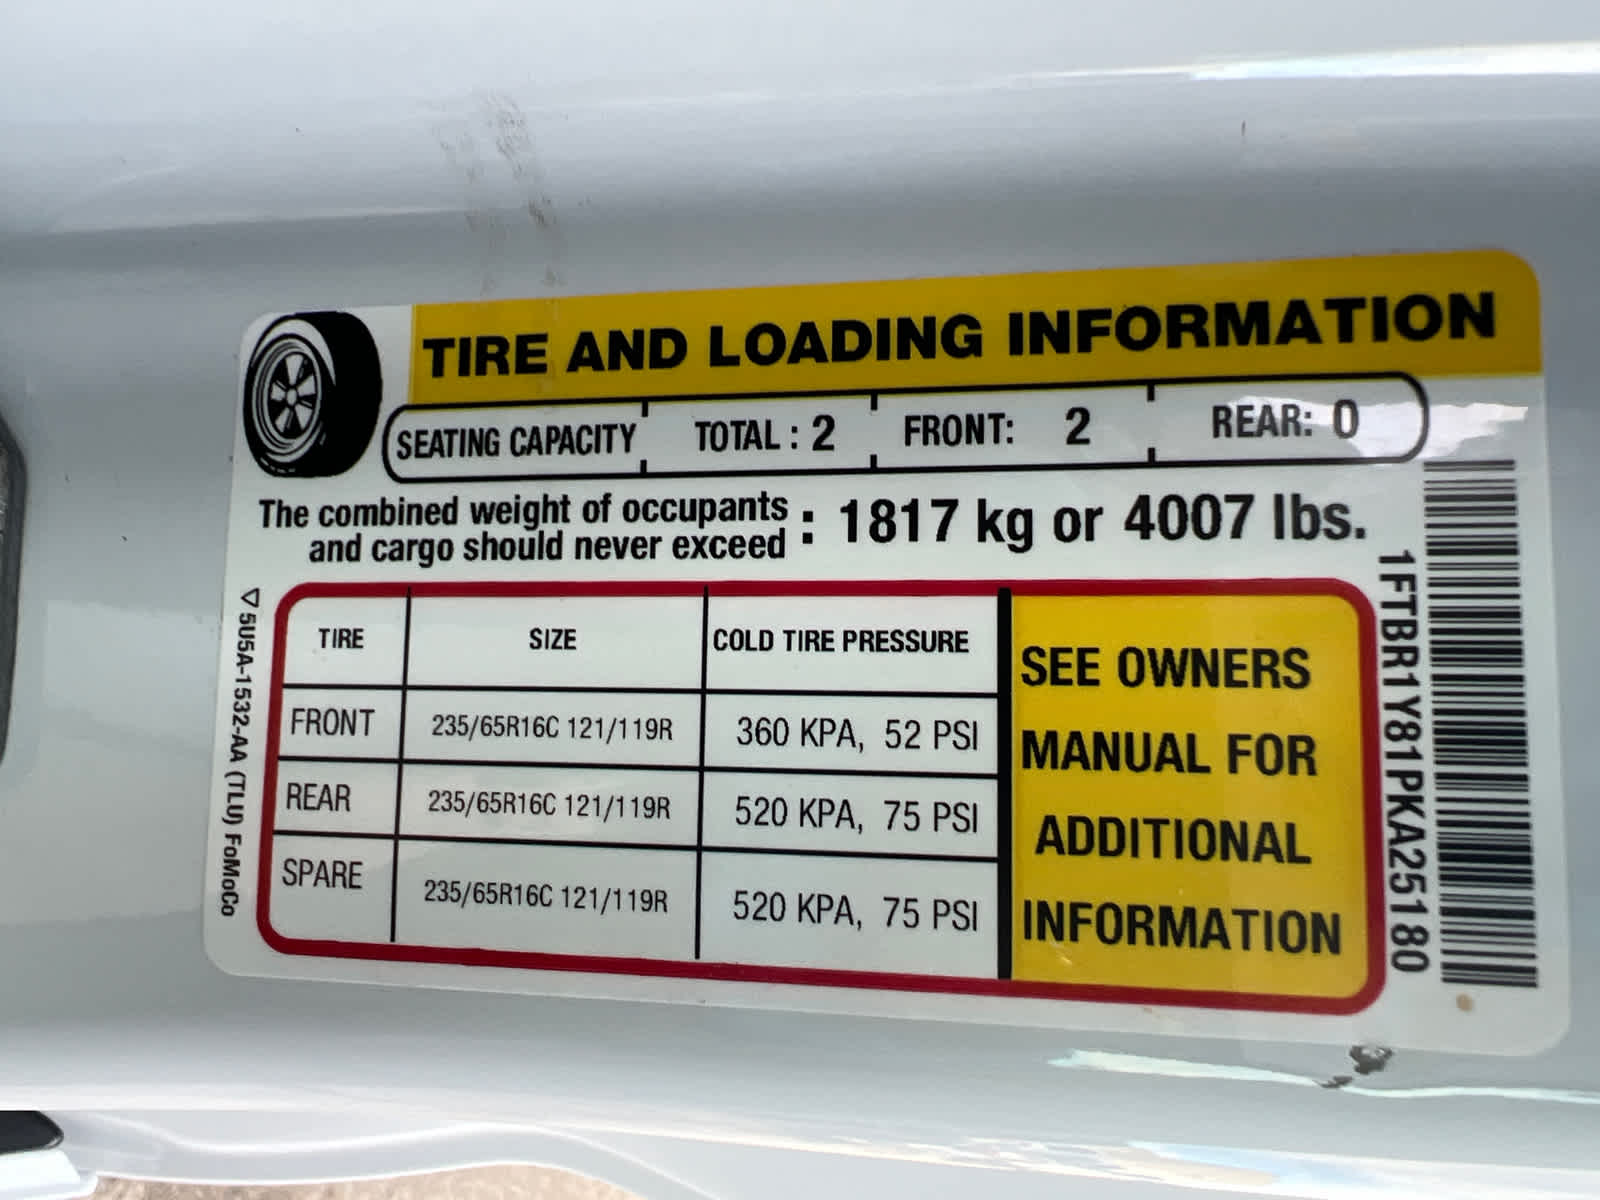 TIRE AND LOADING INFORMATION
SEATING CAPACITY TOTAL : 2 FRONT: 2 REAR: 0
The combined weight of occupants
and cargo should never exceed : 1817 kg or 4007 lbs.
TIRE SIZE COLD TIRE PRESSURE
FRONT 235/65R16C 121/119R 360 KPA, 52 PSI
REAR 235/65R16C 121/119R 520 KPA, 75 PSI
SPARE 235/65R16C 121/119R 520 KPA, 75 PSI
SEE OWNERS
MANUAL FOR
ADDITIONAL
INFORMATION
5U5A-1532-AA (TLU) FoMoCo
1FTBR1Y81PKA25180